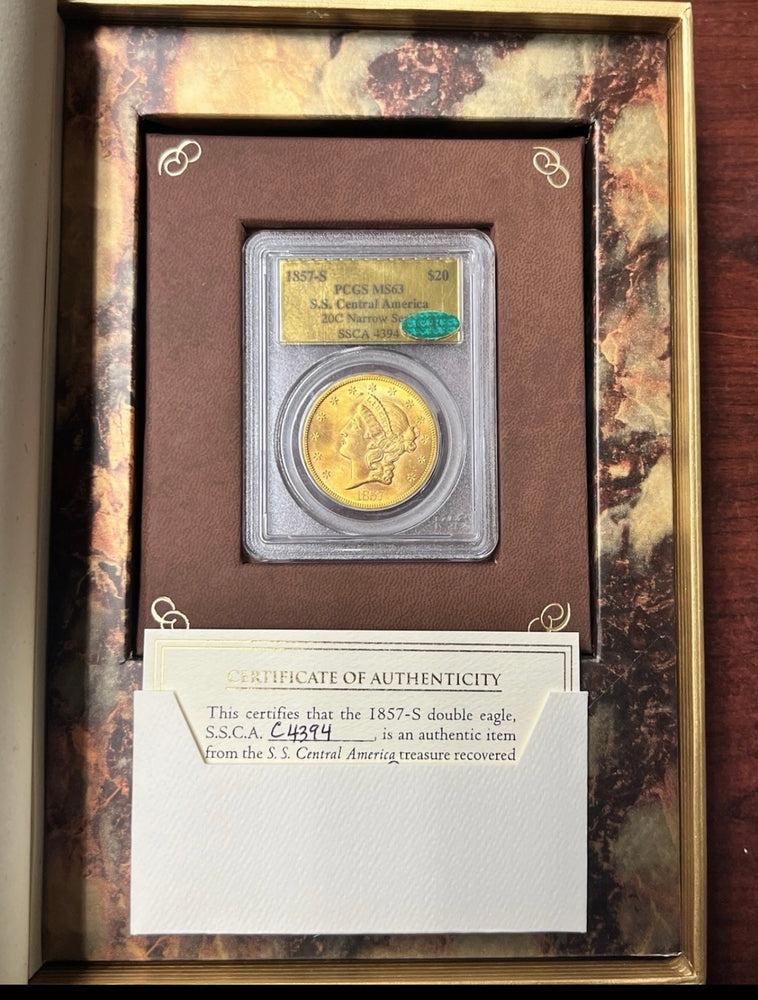 1857-S $20
PCGS MS63
S.S. Central America
20C Narrow Se
SSCA 4394
1857
CERTIFICATE OF AUTHENTICITY
This certifies that the 1857-S double eagle,
S.S.C.A. C4394, is an authentic item
from the S. S. Central America treasure recovered